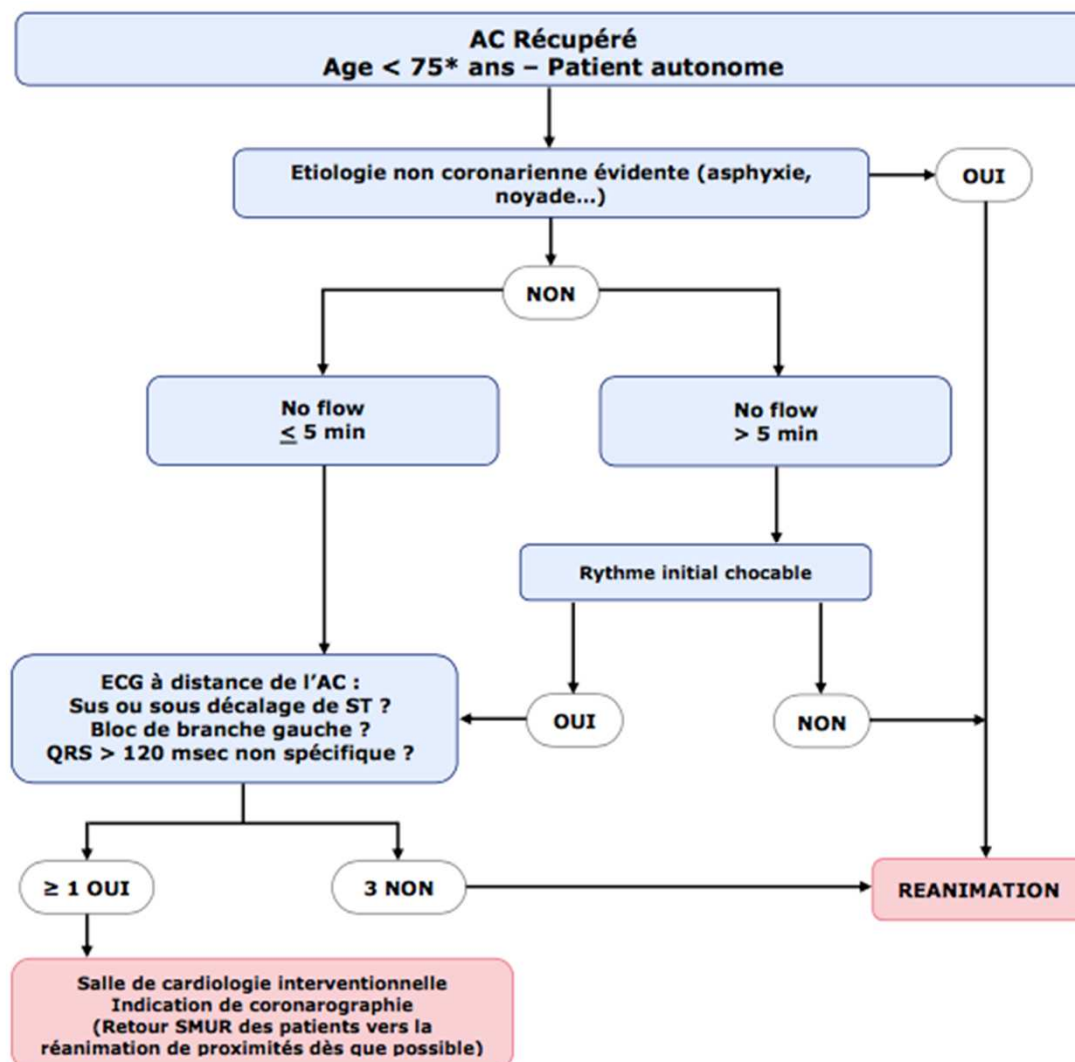 AC Récupéré
Age < 75* ans – Patient autonome
Etiologie non coronarienne évidente (asphyxie,
noyade...)
OUI
NON
No flow
≤ 5 min
No flow
> 5 min
Rythme initial chocable
ECG à distance de l’AC :
Sus ou sous décalage de ST ?
Bloc de branche gauche ?
QRS > 120 msec non spécifique ?
OUI
NON
≥ 1 OUI
3 NON
REANIMATION
Salle de cardiologie interventionnelle
Indication de coronarographie
(Retour SMUR des patients vers la
réanimation de proximités dès que possible)